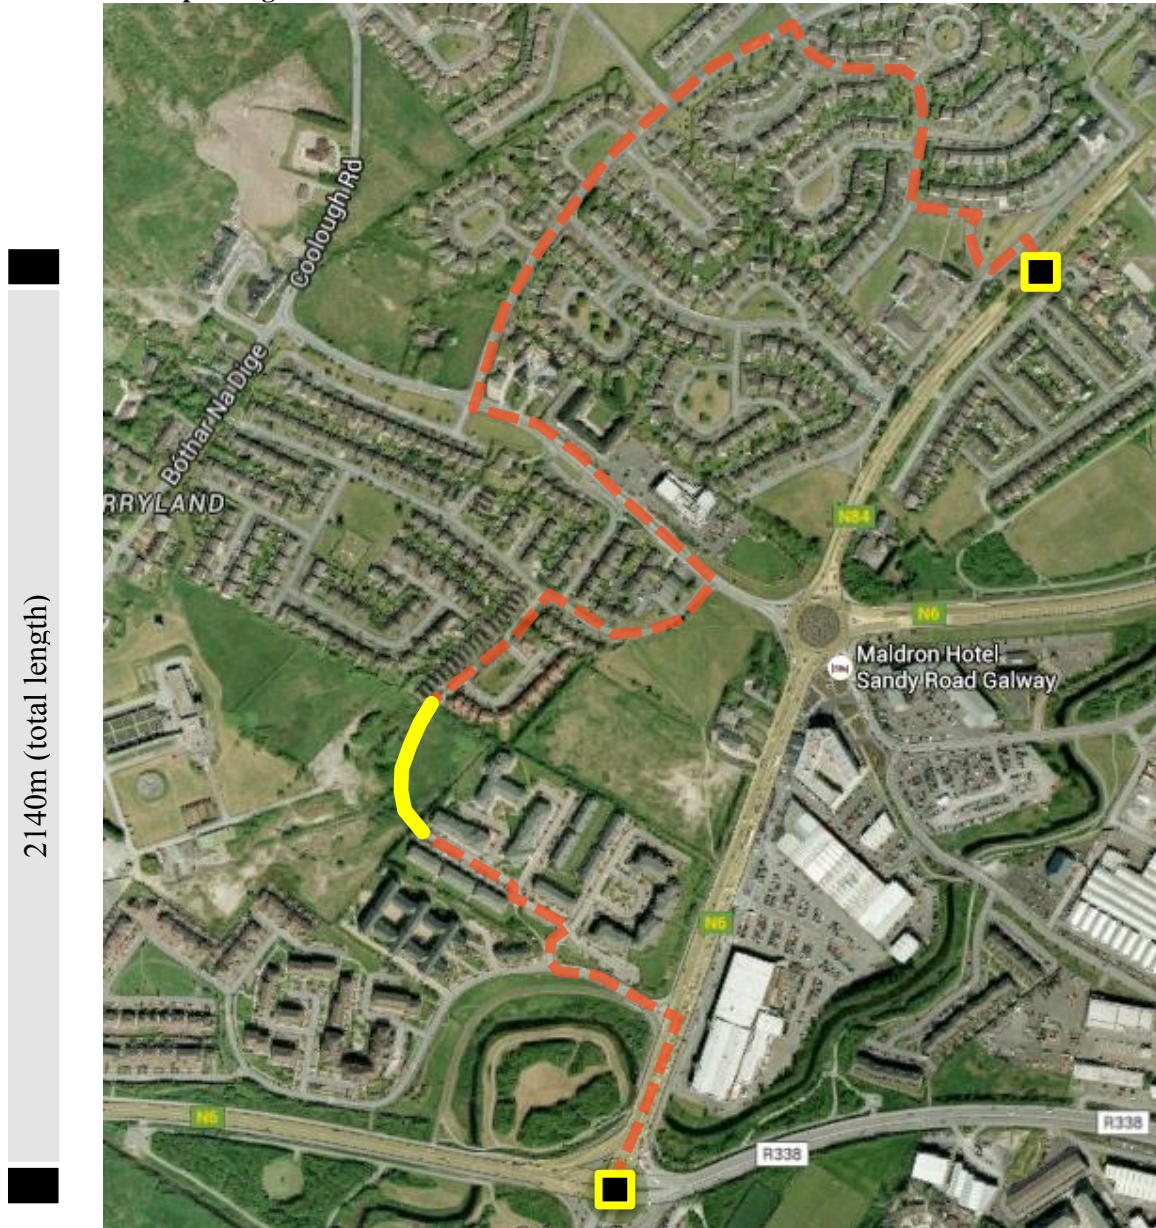 Coolough Rd
Bóthar Na Dige
RRYLAND
N84
N6
Maldron Hotel
Sandy Road Galway
2140m (total length)
N6
N6
R338
R338